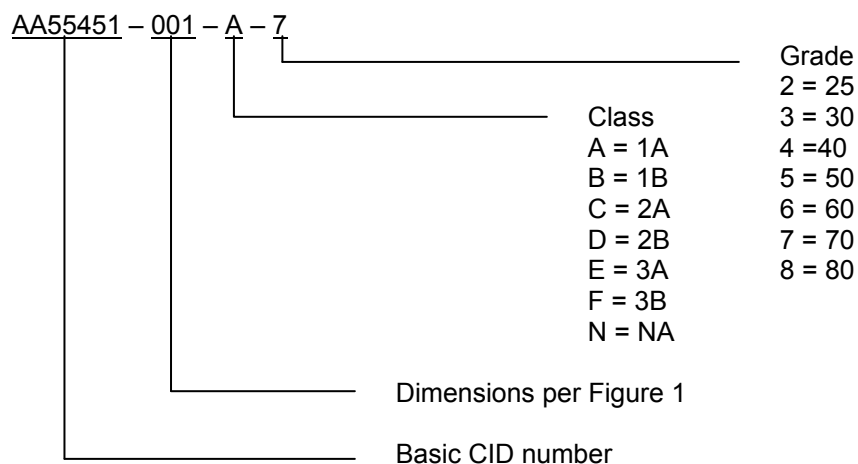 AA55451 – 001 – A – 7
Grade
2 = 25
3 = 30
4 =40
5 = 50
6 = 60
7 = 70
8 = 80
Class
A = 1A
B = 1B
C = 2A
D = 2B
E = 3A
F = 3B
N = NA
Dimensions per Figure 1
Basic CID number